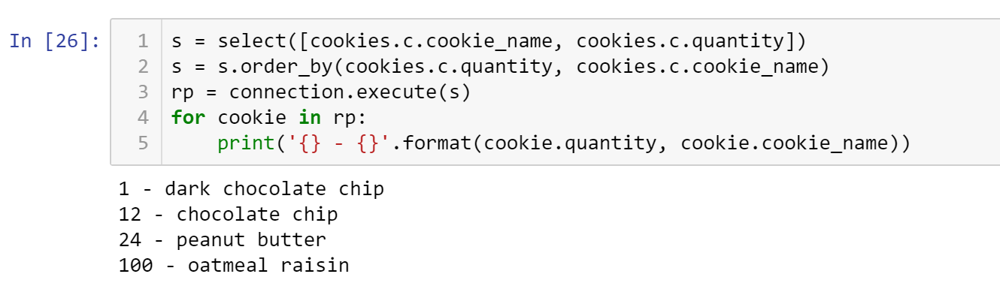 In [26]:
1 s = select([cookies.c.cookie_name, cookies.c.quantity])
2 s = s.order_by(cookies.c.quantity, cookies.c.cookie_name)
3 rp = connection.execute(s)
4 for cookie in rp:
5     print('{} - {}'.format(cookie.quantity, cookie.cookie_name))
1 - dark chocolate chip
12 - chocolate chip
24 - peanut butter
100 - oatmeal raisin